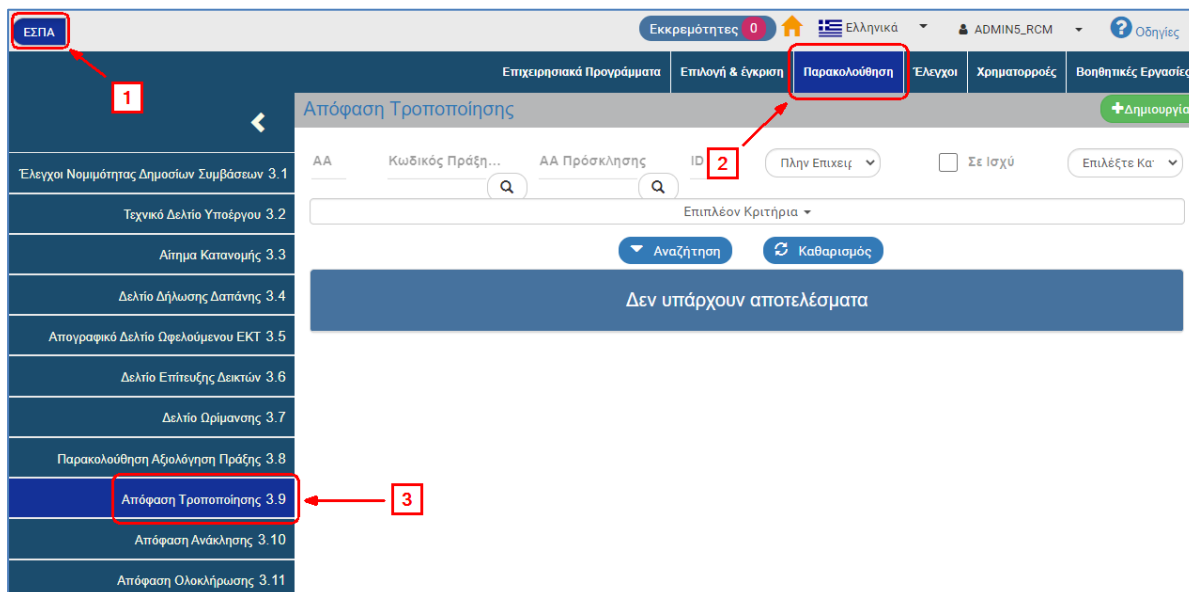 ΕΣΠΑ
Εκκρεμότητες 0
Ελληνικά
ADMIN5_RCM
Οδηγίες
Επιχειρησιακά Προγράμματα
Επιλογή & έγκριση
Παρακολούθηση
Έλεγχοι
Χρηματορροές
Βοηθητικές Εργασίες
1
2
Απόφαση Τροποποίησης
Δημιουργία
ΑΑ
Κωδικός Πράξη...
ΑΑ Πρόσκλησης
ID
Πλην Επιχειρ
Σε Ισχύ
Επιλέξτε Κα
Επιπλέον Κριτήρια
Αναζήτηση
Καθαρισμός
Δεν υπάρχουν αποτελέσματα
Έλεγχοι Νομιμότητας Δημοσίων Συμβάσεων 3.1
Τεχνικό Δελτίο Υποέργου 3.2
Αίτημα Κατανομής 3.3
Δελτίο Δήλωσης Δαπάνης 3.4
Απογραφικό Δελτίο Ωφελούμενου ΕΚΤ 3.5
Δελτίο Επίτευξης Δεικτών 3.6
Δελτίο Ωρίμανσης 3.7
Παρακολούθηση Αξιολόγηση Πράξης 3.8
Απόφαση Τροποποίησης 3.9
3
Απόφαση Ανάκλησης 3.10
Απόφαση Ολοκλήρωσης 3.11